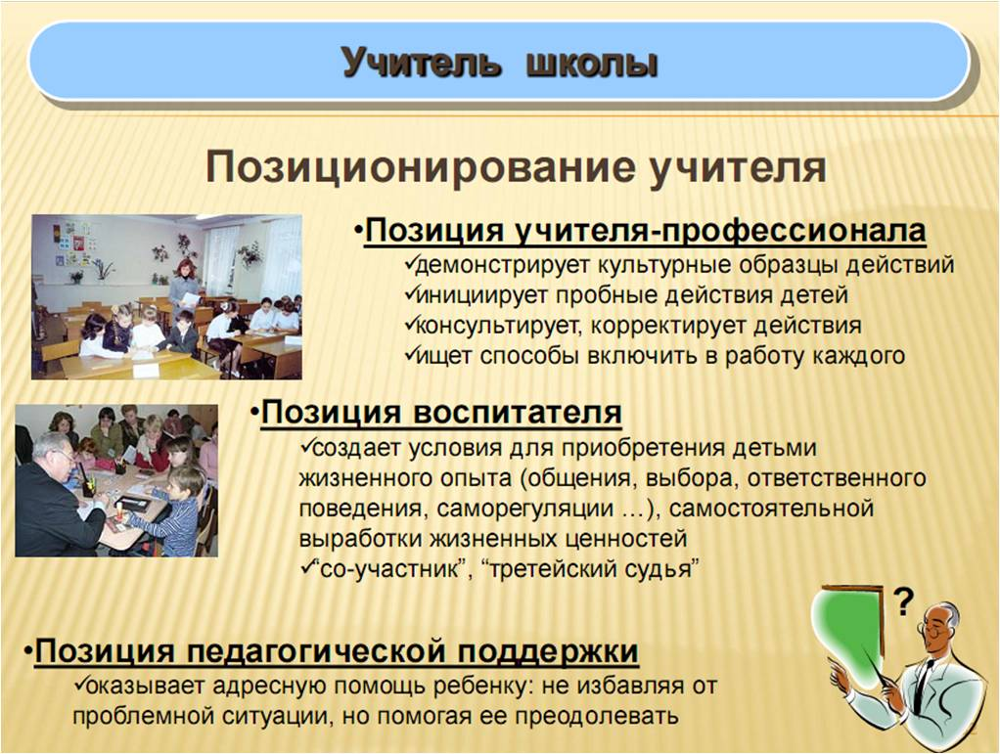 Учитель школы
Позиционирование учителя
•Позиция учителя-профессионала
✓демонстрирует культурные образцы действий
✓инициирует пробные действия детей
✓консультирует, корректирует действия
✓ищет способы включить в работу каждого
•Позиция воспитателя
✓создает условия для приобретения детьми
жизненного опыта (общения, выбора, ответственного
поведения, саморегуляции …), самостоятельной
выработки жизненных ценностей
✓“со-участник”, “третейский судья”
?
•Позиция педагогической поддержки
✓оказывает адресную помощь ребенку: не избавляя от
проблемной ситуации, но помогая ее преодолевать